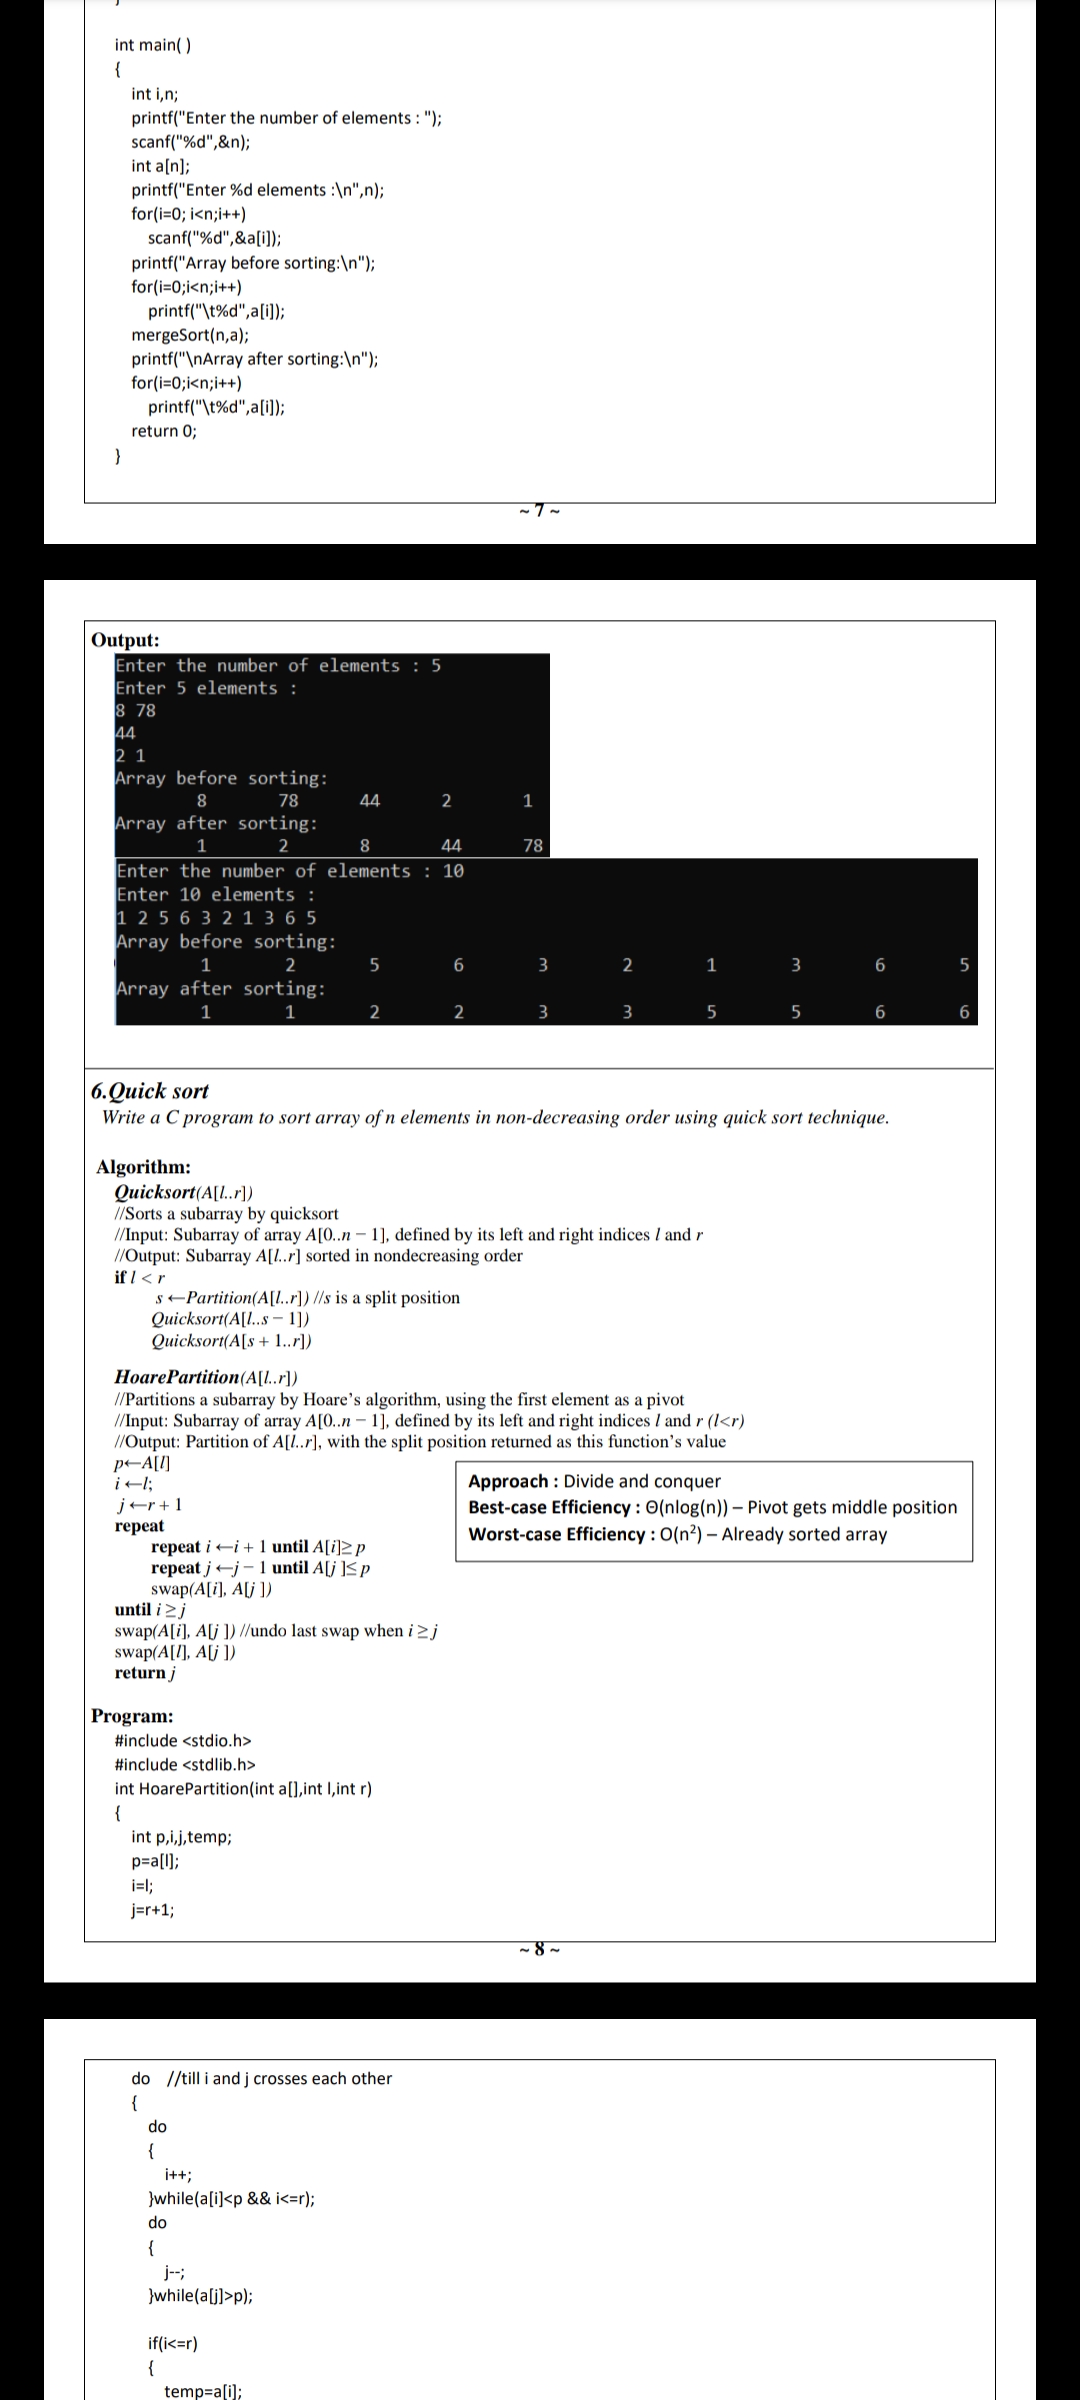 }
int main( )
{
int i,n;
printf("Enter the number of elements : ");
scanf("%d",&n);
int a[n];
printf("Enter %d elements :\n",n);
for(i=0; i<n;i++)
scanf("%d",&a[i]);
printf("Array before sorting:\n");
for(i=0;i<n;i++)
printf("\t%d",a[i]);
mergeSort(n,a);
printf("\nArray after sorting:\n");
for(i=0;i<n;i++)
printf("\t%d",a[i]);
return 0;
}
~ 7 ~
Output:
Enter the number of elements : 5
Enter 5 elements :
8 78
44
2 1
Array before sorting:
8 78 44 2 1
Array after sorting:
1 2 8 44 78
Enter the number of elements : 10
Enter 10 elements :
1 2 5 6 3 2 1 3 6 5
Array before sorting:
1 2 5 6 3 2 1 3 6 5
Array after sorting:
1 1 2 2 3 3 5 5 6 6
6.Quick sort
Write a C program to sort array of n elements in non-decreasing order using quick sort technique.
Algorithm:
Quicksort(A[l..r])
//Sorts a subarray by quicksort
//Input: Subarray of array A[0..n − 1], defined by its left and right indices l and r
//Output: Subarray A[l..r] sorted in nondecreasing order
if l < r
s ←Partition(A[l..r]) //s is a split position
Quicksort(A[l..s − 1])
Quicksort(A[s + 1..r])
HoarePartition(A[l..r])
//Partitions a subarray by Hoare’s algorithm, using the first element as a pivot
//Input: Subarray of array A[0..n − 1], defined by its left and right indices l and r (l<r)
//Output: Partition of A[l..r], with the split position returned as this function’s value
p←A[l]
i ←l;
j ←r + 1
repeat
repeat i ←i + 1 until A[i]≥ p
repeat j ←j − 1 until A[j ]≤ p
swap(A[i], A[j ])
until i ≥ j
swap(A[i], A[j ]) //undo last swap when i ≥ j
swap(A[l], A[j ])
return j
Approach : Divide and conquer
Best-case Efficiency : Θ(nlog(n)) – Pivot gets middle position
Worst-case Efficiency : O(n²) – Already sorted array
Program:
#include <stdio.h>
#include <stdlib.h>
int HoarePartition(int a[],int l,int r)
{
int p,i,j,temp;
p=a[l];
i=l;
j=r+1;
~ 8 ~
do //till i and j crosses each other
{
do
{
i++;
}while(a[i]<p && i<=r);
do
{
j--;
}while(a[j]>p);
if(i<=r)
{
temp=a[i];